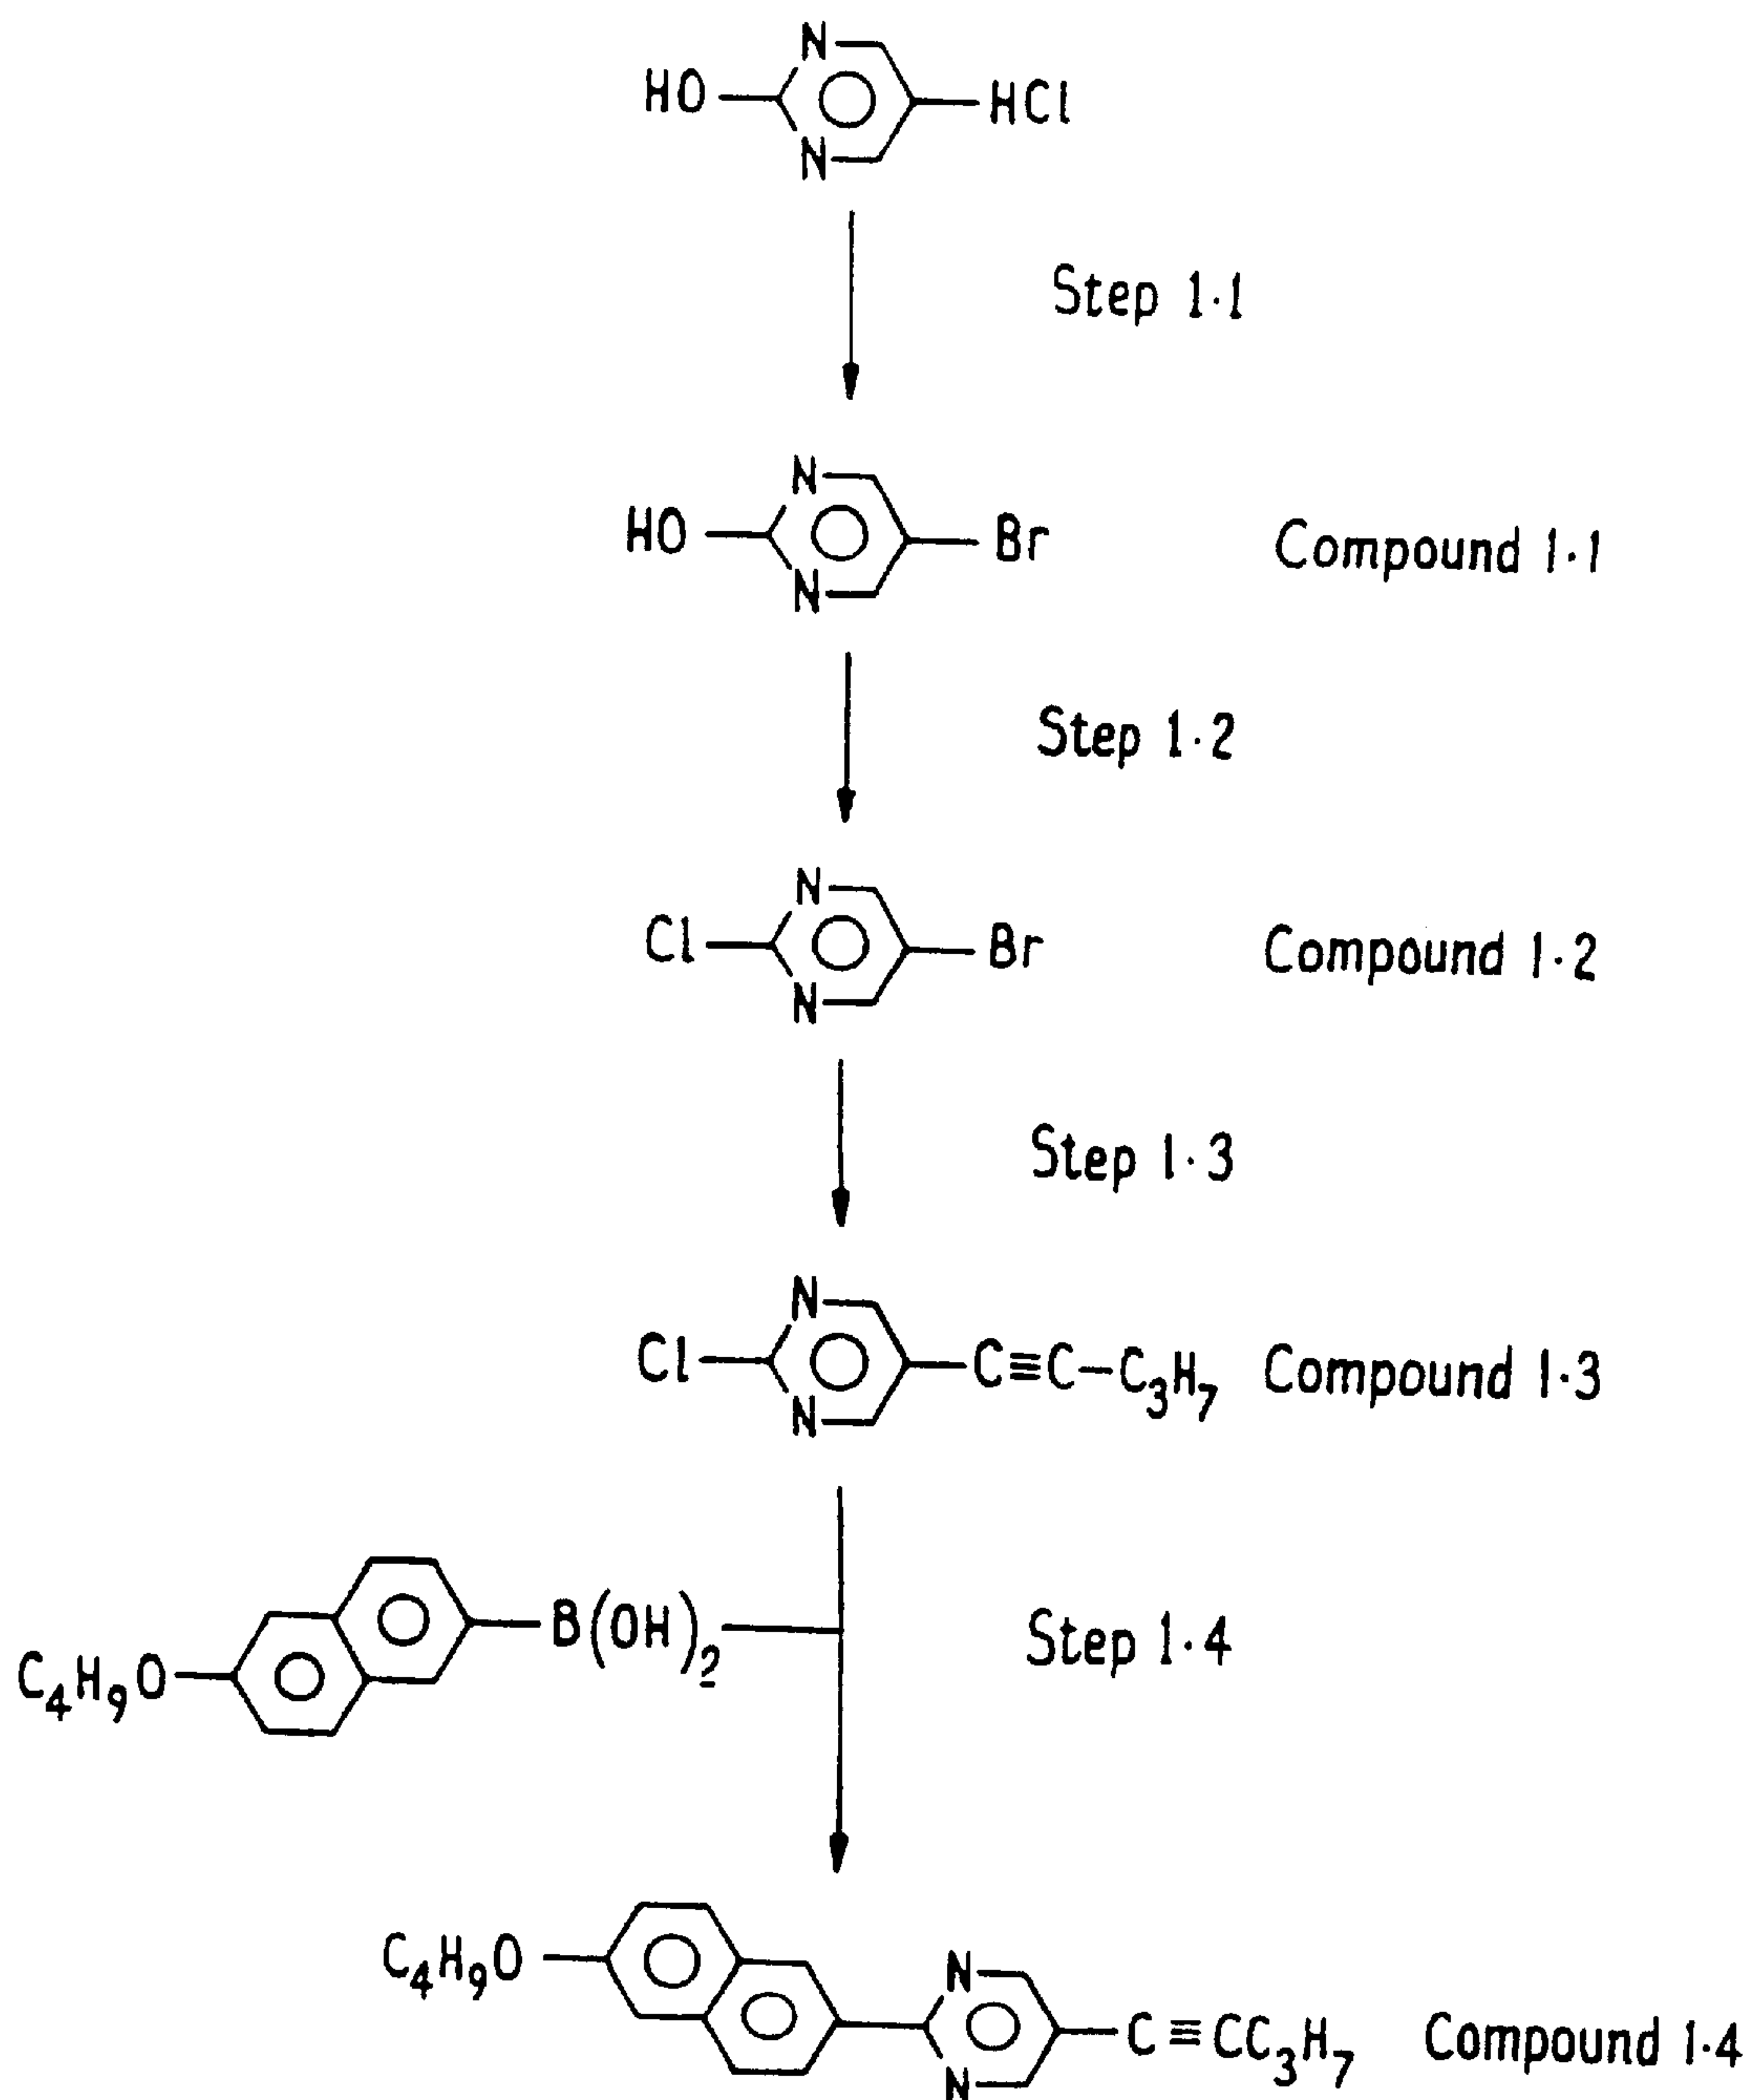 N
HO HCl
N
Step 1·1
N
HO Br Compound 1·1
N
Step 1·2
N
Cl Br Compound 1·2
N
Step 1·3
N
Cl C≡C–C₃H₇ Compound 1·3
N
B(OH)₂ Step 1·4
C₄H₉O
C₄H₉O N
C≡CC₃H₇ Compound 1·4
N